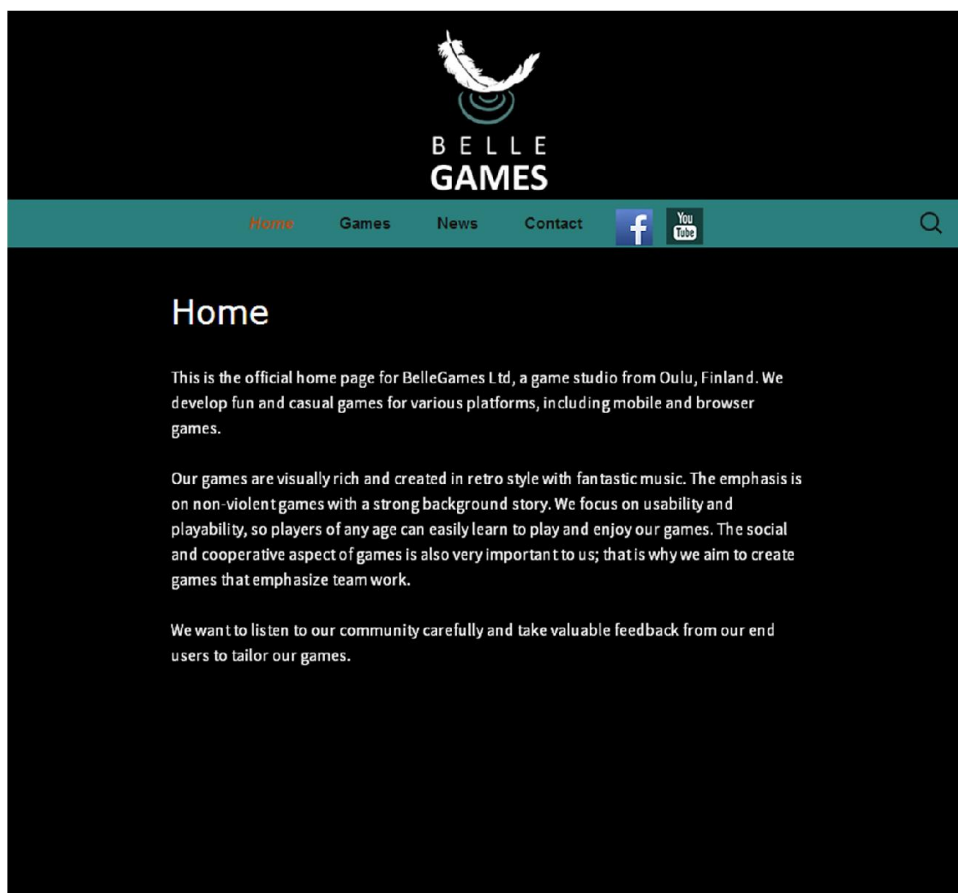 BELLE
GAMES
Home Games News Contact f You Tube
Home
This is the official home page for BelleGames Ltd, a game studio from Oulu, Finland. We
develop fun and casual games for various platforms, including mobile and browser
games.
Our games are visually rich and created in retro style with fantastic music. The emphasis is
on non-violent games with a strong background story. We focus on usability and
playability, so players of any age can easily learn to play and enjoy our games. The social
and cooperative aspect of games is also very important to us; that is why we aim to create
games that emphasize team work.
We want to listen to our community carefully and take valuable feedback from our end
users to tailor our games.